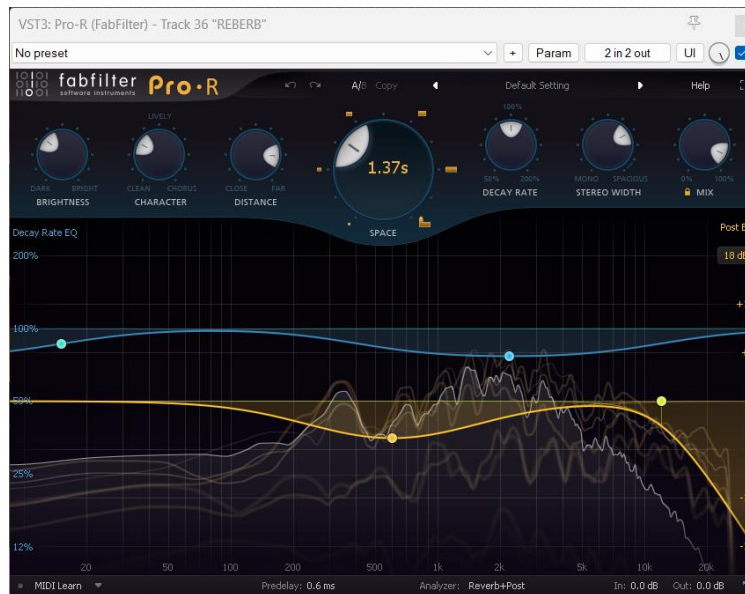 VST3: Pro-R (FabFilter) - Track 36 "REBERB"
No preset + Param 2 in 2 out UI
fabfilter Pro·R A/B Copy Default Setting Help
software instruments
LIVELY 100%
1.37s
DARK BRIGHT CLEAN CHORUS CLOSE FAR 50% 200% MONO SPACIOUS 0% 100%
BRIGHTNESS CHARACTER DISTANCE DECAY RATE STEREO WIDTH MIX
SPACE
Decay Rate EQ Post E
200% 18 dB
100%
50%
25%
12%
20 50 100 200 500 1k 2k 5k 10k 20k
MIDI Learn Predelay: 0.6 ms Analyzer: Reverb+Post In: 0.0 dB Out: 0.0 dB